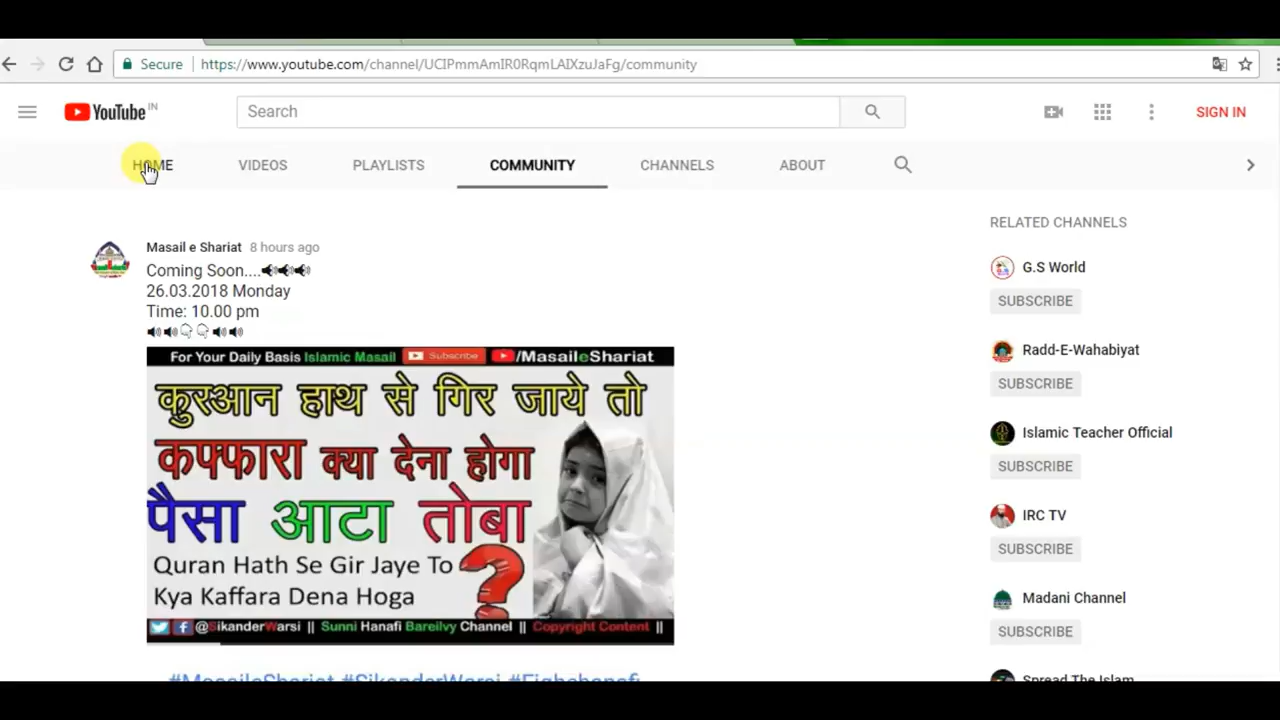 Secure https://www.youtube.com/channel/UCIPmmAmIR0RqmLAIXzuJaFg/community
YouTube IN
Search
SIGN IN
HOME VIDEOS PLAYLISTS COMMUNITY CHANNELS ABOUT
Masail e Shariat 8 hours ago
Coming Soon....
26.03.2018 Monday
Time: 10.00 pm
For Your Daily Basis Islamic Masail Subscribe /MasaileShariat
कुरआन हाथ से गिर जाये तो
कफ्फारा क्या देना होगा
पैसा आटा तोबा
Quran Hath Se Gir Jaye To
Kya Kaffara Dena Hoga
?
@SikanderWarsi || Sunni Hanafi Bareilvy Channel || Copyright Content ||
#MasaileShariat #SikanderWarsi #Fiqhehanafi
RELATED CHANNELS
G.S World
SUBSCRIBE
Radd-E-Wahabiyat
SUBSCRIBE
Islamic Teacher Official
SUBSCRIBE
IRC TV
SUBSCRIBE
Madani Channel
SUBSCRIBE
Spread The Islam